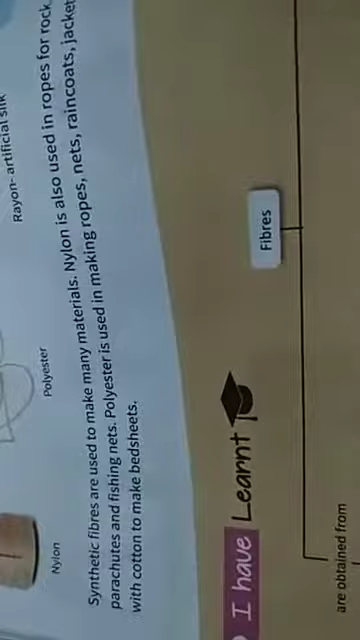 Nylon
Polyester
Rayon- artificial silk
Synthetic fibres are used to make many materials. Nylon is also used in ropes for rock
parachutes and fishing nets. Polyester is used in making ropes, nets, raincoats, jacket
with cotton to make bedsheets.
I have Learnt
Fibres
are obtained from